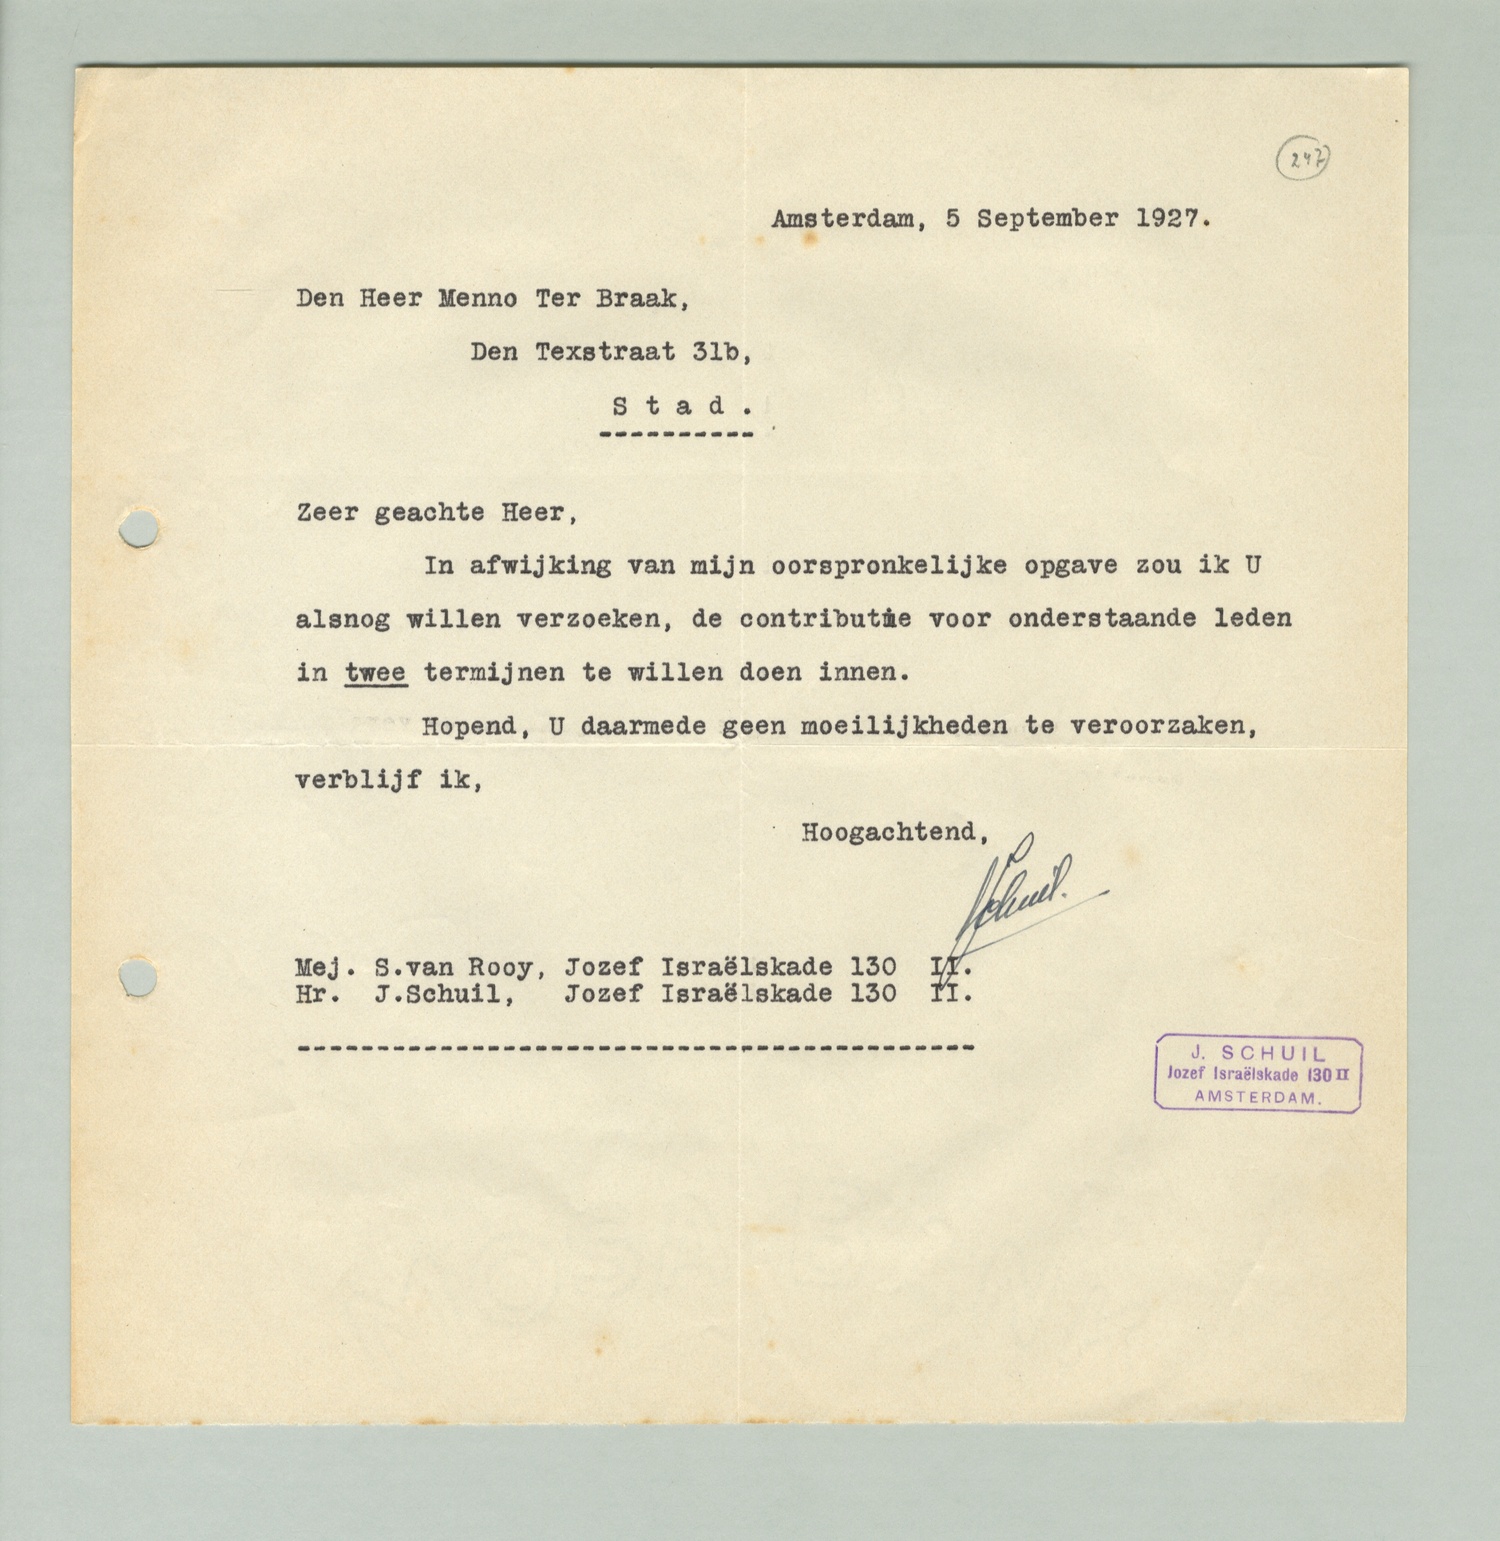 247
Amsterdam, 5 September 1927.
Den Heer Menno Ter Braak,
Den Texstraat 31b,
S t a d .
----------
Zeer geachte Heer,
In afwijking van mijn oorspronkelijke opgave zou ik U
alsnog willen verzoeken, de contributie voor onderstaande leden
in twee termijnen te willen doen innen.
Hopend, U daarmede geen moeilijkheden te veroorzaken,
verblijf ik,
Hoogachtend,
JSchuil.
Mej. S.van Rooy, Jozef Israëlskade 130 II.
Hr. J.Schuil, Jozef Israëlskade 130 II.
-------------------------------------------
J. SCHUIL
Jozef Israëlskade 130 II
AMSTERDAM.